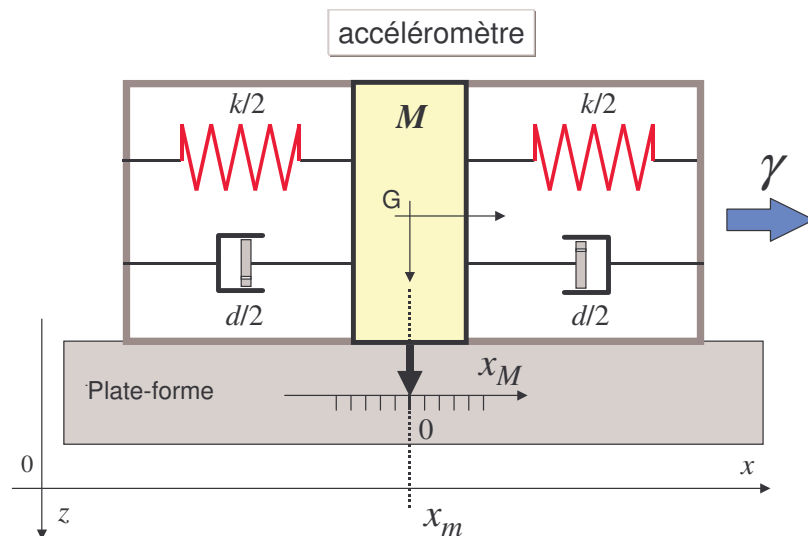 accéléromètre
k/2
M
k/2
γ
G
d/2
d/2
x_M
Plate-forme
0
0
x
z
x_m